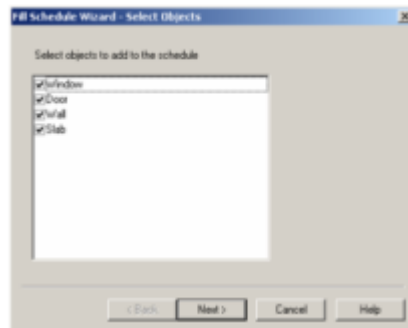 Fill Schedule Wizard - Select Objects
Select objects to add to the schedule
Window
Door
Wall
Slab
< Back
Next >
Cancel
Help